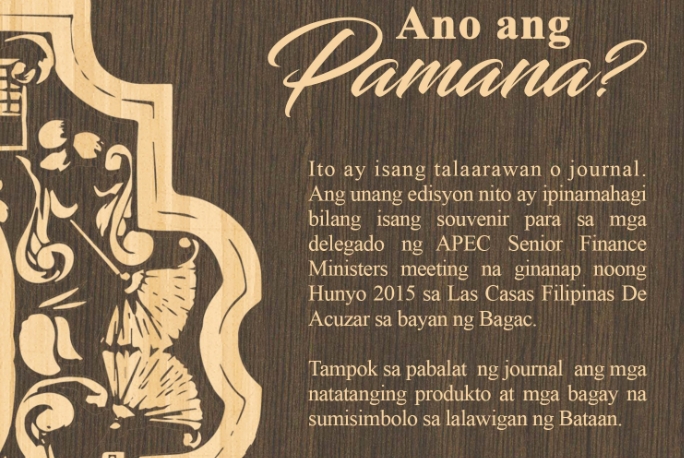 Ano ang
Pamana?
Ito ay isang talaarawan o journal.
Ang unang edisyon nito ay ipinamahagi
bilang isang souvenir para sa mga
delegado ng APEC Senior Finance
Ministers meeting na ginanap noong
Hunyo 2015 sa Las Casas Filipinas De
Acuzar sa bayan ng Bagac.
Tampok sa pabalat ng journal ang mga
natatanging produkto at mga bagay na
sumisimbolo sa lalawigan ng Bataan.